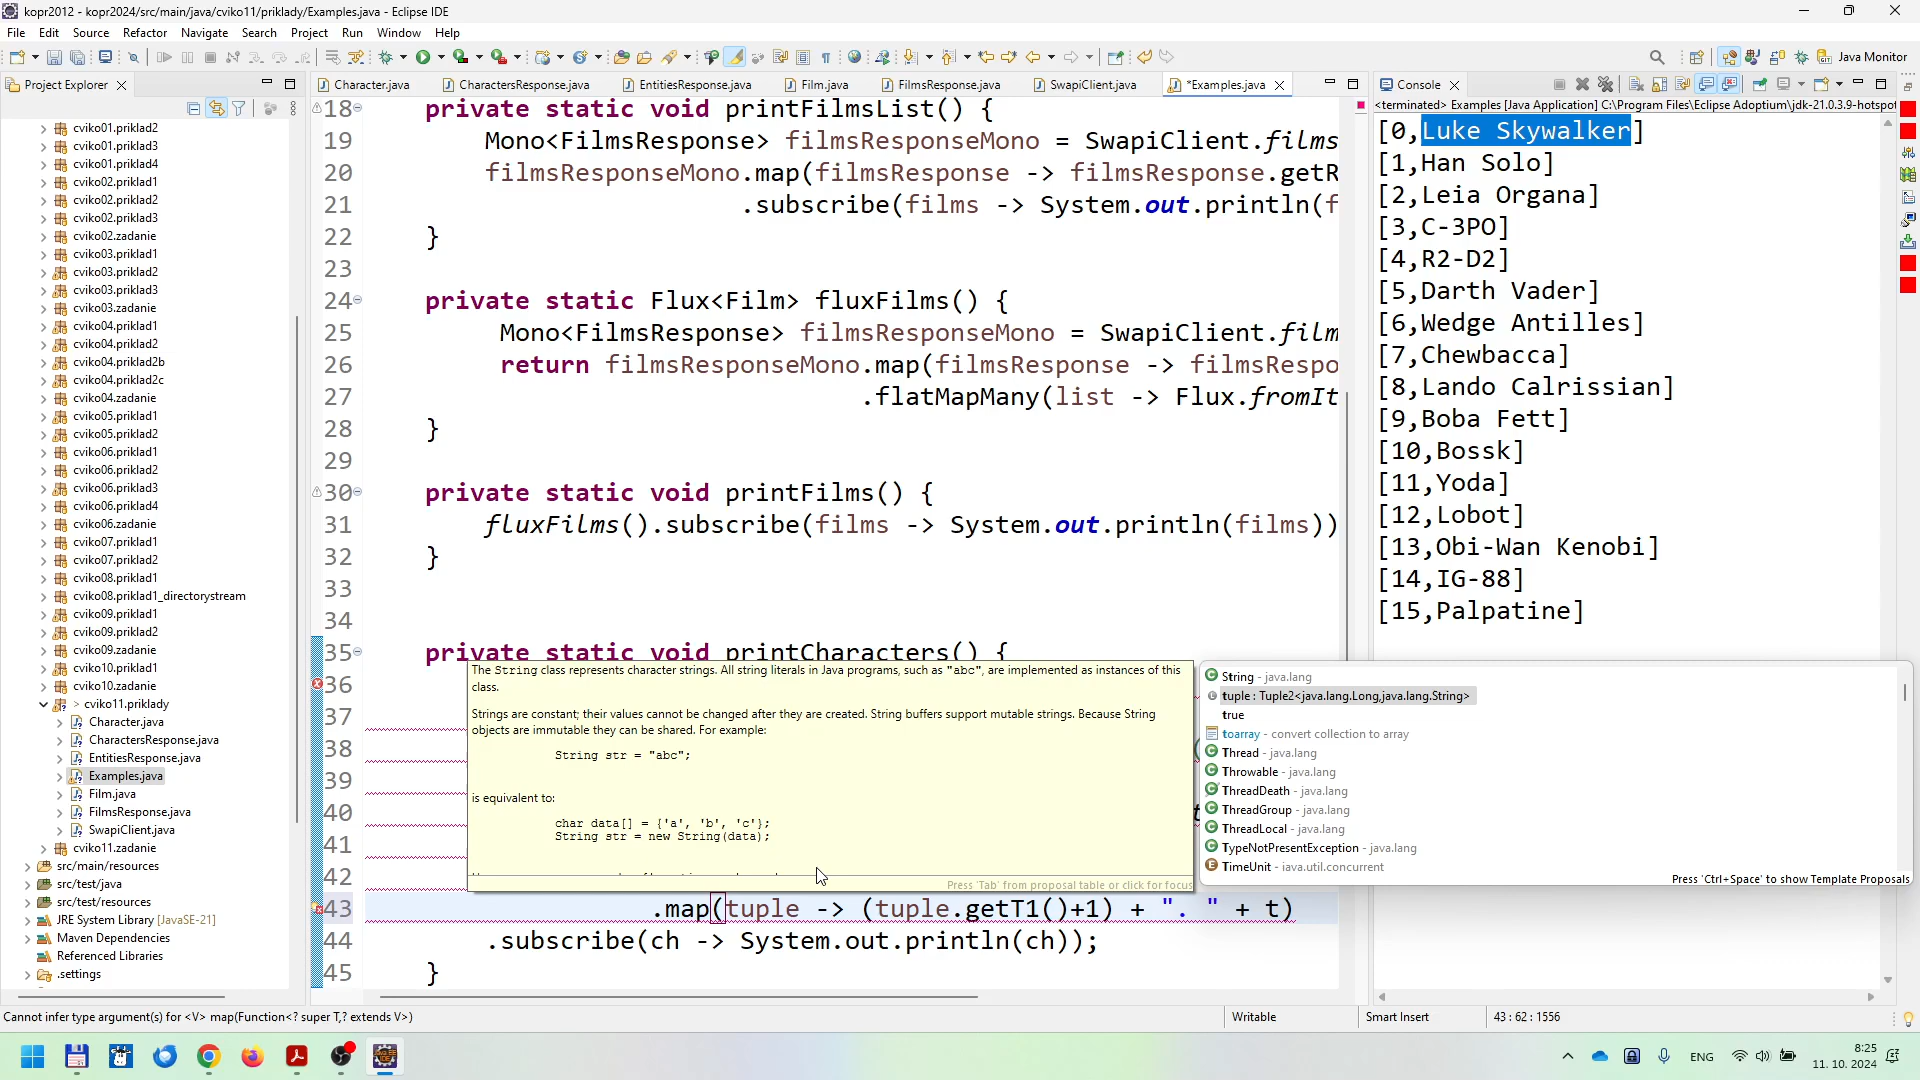 kopr2012 - kopr2024/src/main/java/cviko11/priklady/Examples.java - Eclipse IDE
File Edit Source Refactor Navigate Search Project Run Window Help
Java Monitor
Project Explorer
Character.java
CharactersResponse.java
EntitiesResponse.java
Film.java
FilmsResponse.java
SwapiClient.java
*Examples.java
Console
<terminated> Examples [Java Application] C:\Program Files\Eclipse Adoptium\jdk-21.0.3.9-hotspot
cviko01.priklad2
cviko01.priklad3
cviko01.priklad4
cviko02.priklad1
cviko02.priklad2
cviko02.priklad3
cviko02.zadanie
cviko03.priklad1
cviko03.priklad2
cviko03.priklad3
cviko03.zadanie
cviko04.priklad1
cviko04.priklad2
cviko04.priklad2b
cviko04.priklad2c
cviko04.zadanie
cviko05.priklad1
cviko05.priklad2
cviko06.priklad1
cviko06.priklad2
cviko06.priklad3
cviko06.priklad4
cviko06.zadanie
cviko07.priklad1
cviko07.priklad2
cviko08.priklad1
cviko08.priklad1_directorystream
cviko09.priklad1
cviko09.priklad2
cviko09.zadanie
cviko10.priklad1
cviko10.zadanie
> cviko11.priklady
Character.java
CharactersResponse.java
EntitiesResponse.java
Examples.java
Film.java
FilmsResponse.java
SwapiClient.java
cviko11.zadanie
src/main/resources
src/test/java
src/test/resources
JRE System Library [JavaSE-21]
Maven Dependencies
Referenced Libraries
.settings
18 private static void printFilmsList() {
19 Mono<FilmsResponse> filmsResponseMono = SwapiClient.films
20 filmsResponseMono.map(filmsResponse -> filmsResponse.getR
21 .subscribe(films -> System.out.println(f
22 }
23
24 private static Flux<Film> fluxFilms() {
25 Mono<FilmsResponse> filmsResponseMono = SwapiClient.film
26 return filmsResponseMono.map(filmsResponse -> filmsRespo
27 .flatMapMany(list -> Flux.fromIt
28 }
29
30 private static void printFilms() {
31 fluxFilms().subscribe(films -> System.out.println(films))
32 }
33
34
35 private static void printCharacters() {
36
37
38
39
40
41
42
43 .map(tuple -> (tuple.getT1()+1) + ". " + t)
44 .subscribe(ch -> System.out.println(ch));
45 }
The String class represents character strings. All string literals in Java programs, such as "abc", are implemented as instances of this
class.
Strings are constant; their values cannot be changed after they are created. String buffers support mutable strings. Because String
objects are immutable they can be shared. For example:
String str = "abc";
is equivalent to:
char data[] = {'a', 'b', 'c'};
String str = new String(data);
Press 'Tab' from proposal table or click for focus
String - java.lang
tuple : Tuple2<java.lang.Long,java.lang.String>
true
toarray - convert collection to array
Thread - java.lang
Throwable - java.lang
ThreadDeath - java.lang
ThreadGroup - java.lang
ThreadLocal - java.lang
TypeNotPresentException - java.lang
TimeUnit - java.util.concurrent
Press 'Ctrl+Space' to show Template Proposals
[0,Luke Skywalker]
[1,Han Solo]
[2,Leia Organa]
[3,C-3PO]
[4,R2-D2]
[5,Darth Vader]
[6,Wedge Antilles]
[7,Chewbacca]
[8,Lando Calrissian]
[9,Boba Fett]
[10,Bossk]
[11,Yoda]
[12,Lobot]
[13,Obi-Wan Kenobi]
[14,IG-88]
[15,Palpatine]
Cannot infer type argument(s) for <V> map(Function<? super T,? extends V>)
Writable
Smart Insert
43 : 62 : 1556
ENG
8:25
11. 10. 2024